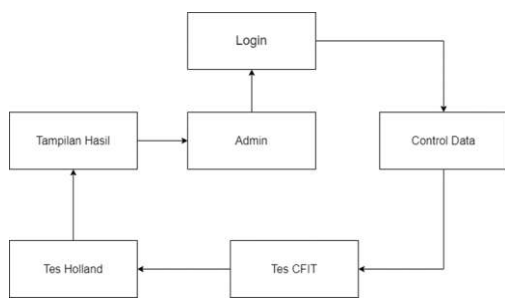 Login
Tampilan Hasil
Admin
Control Data
Tes Holland
Tes CFIT